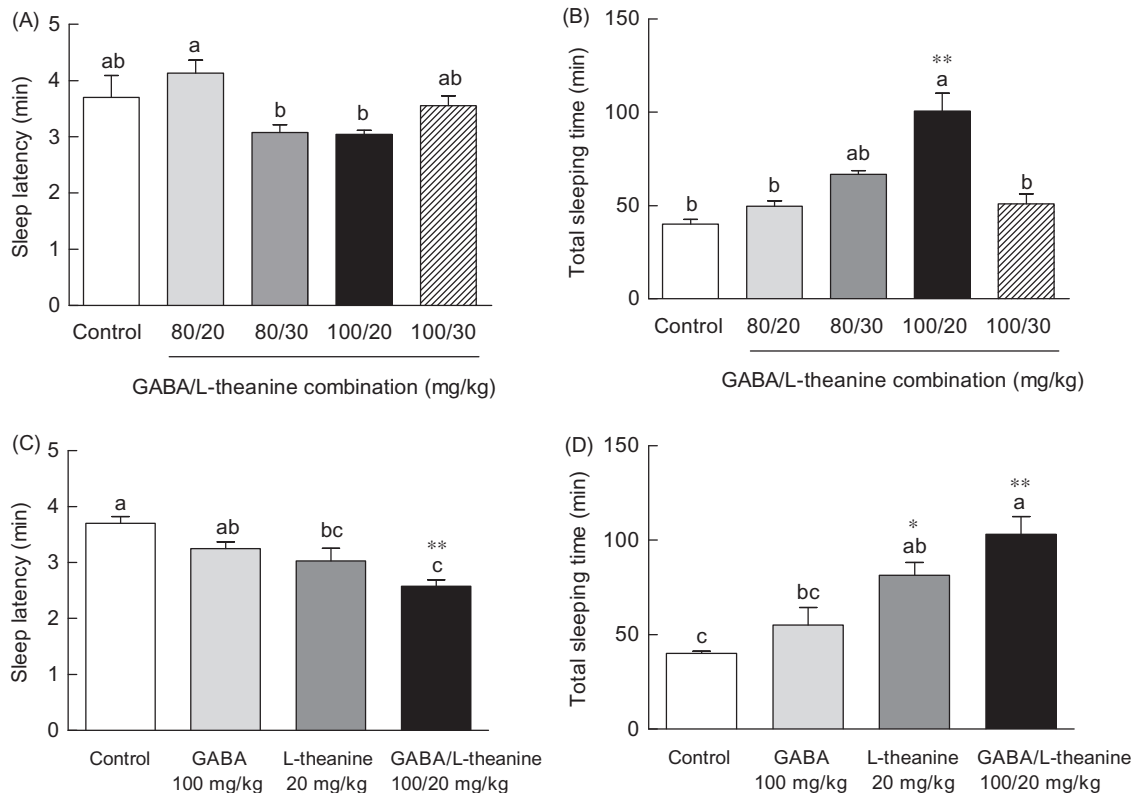 (A)
Sleep latency (min)
5
4
3
2
1
0
ab
a
b
b
ab
Control
80/20
80/30
100/20
100/30
GABA/L-theanine combination (mg/kg)
(B)
Total sleeping time (min)
150
100
50
0
b
b
ab
**
a
b
Control
80/20
80/30
100/20
100/30
GABA/L-theanine combination (mg/kg)
(C)
Sleep latency (min)
5
4
3
2
1
0
a
ab
bc
**
c
Control
GABA
100 mg/kg
L-theanine
20 mg/kg
GABA/L-theanine
100/20 mg/kg
(D)
Total sleeping time (min)
150
100
50
0
c
bc
*
ab
**
a
Control
GABA
100 mg/kg
L-theanine
20 mg/kg
GABA/L-theanine
100/20 mg/kg